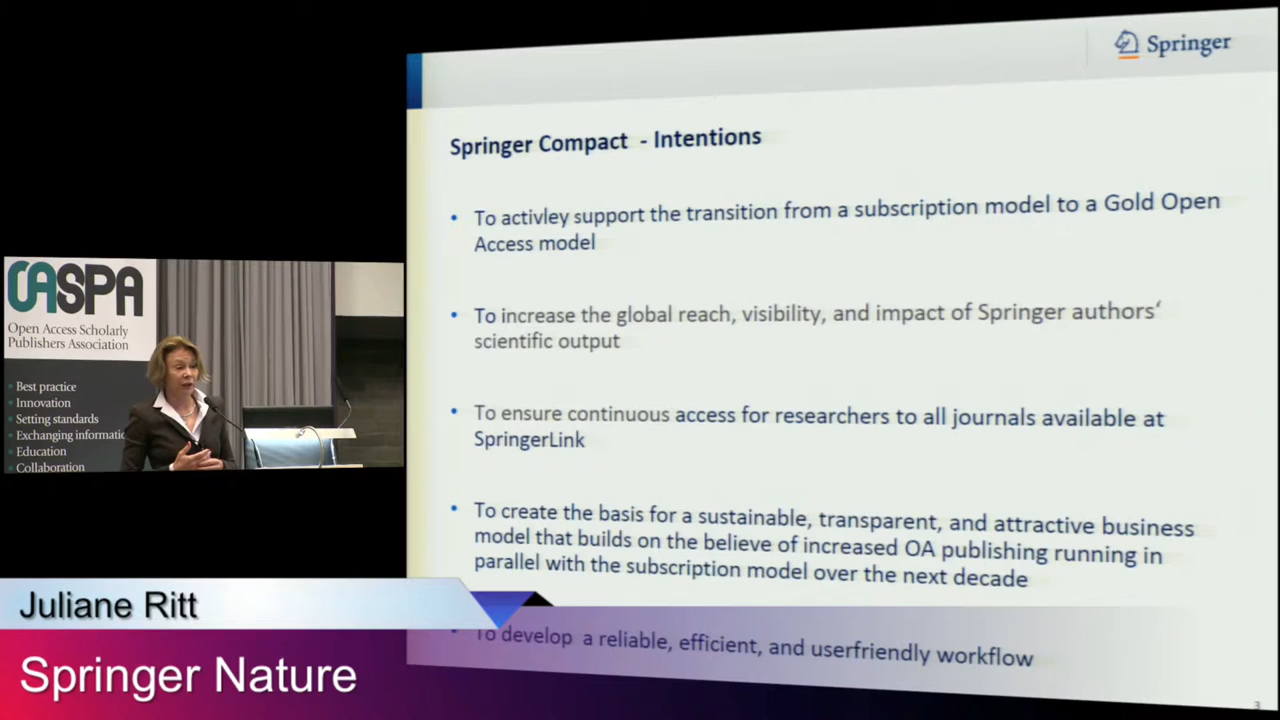 Springer
Springer Compact - Intentions
• To activley support the transition from a subscription model to a Gold Open
Access model
• To increase the global reach, visibility, and impact of Springer authors‘
scientific output
• To ensure continuous access for researchers to all journals available at
SpringerLink
• To create the basis for a sustainable, transparent, and attractive business
model that builds on the believe of increased OA publishing running in
parallel with the subscription model over the next decade
• To develop a reliable, efficient, and userfriendly workflow
3
OASPA
Open Access Scholarly
Publishers Association
• Best practice
• Innovation
• Setting standards
• Exchanging informatio
• Education
• Collaboration
Juliane Ritt
Springer Nature